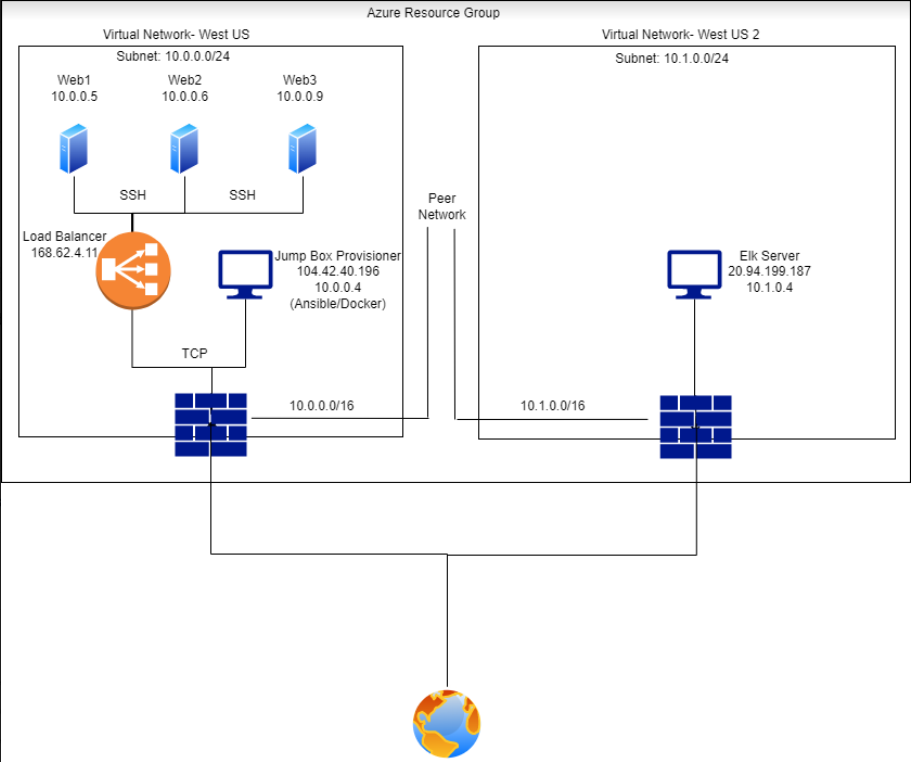 Azure Resource Group
Virtual Network- West US
Subnet: 10.0.0.0/24
Web1
10.0.0.5
Web2
10.0.0.6
Web3
10.0.0.9
SSH
SSH
Load Balancer
168.62.4.11
Jump Box Provisioner
104.42.40.196
10.0.0.4
(Ansible/Docker)
TCP
10.0.0.0/16
Peer
Network
Virtual Network- West US 2
Subnet: 10.1.0.0/24
Elk Server
20.94.199.187
10.1.0.4
10.1.0.0/16